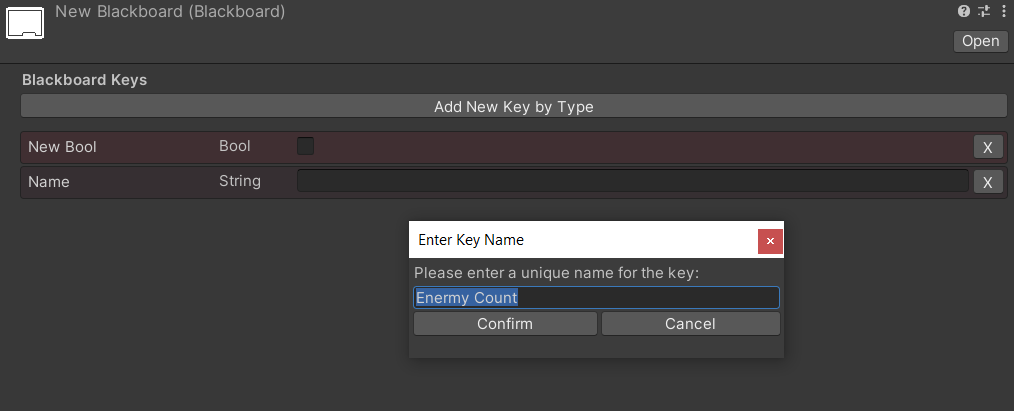 New Blackboard (Blackboard)
Open
Blackboard Keys
Add New Key by Type
New Bool Bool X
Name String X
Enter Key Name
Please enter a unique name for the key:
Enermy Count
Confirm Cancel